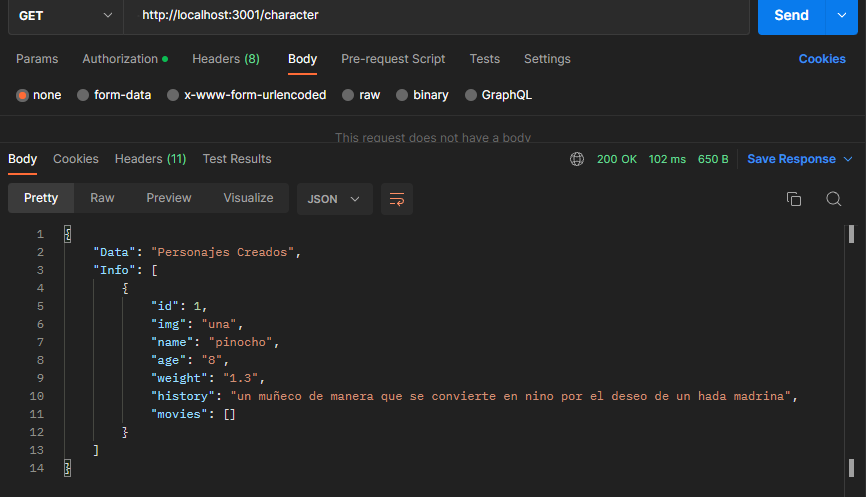 GET http://localhost:3001/character Send
Params Authorization Headers (8) Body Pre-request Script Tests Settings Cookies
none form-data x-www-form-urlencoded raw binary GraphQL
This request does not have a body
Body Cookies Headers (11) Test Results 200 OK 102 ms 650 B Save Response
Pretty Raw Preview Visualize JSON
1 {
2 "Data": "Personajes Creados",
3 "Info": [
4 {
5 "id": 1,
6 "img": "una",
7 "name": "pinocho",
8 "age": "8",
9 "weight": "1.3",
10 "history": "un muñeco de manera que se convierte en nino por el deseo de un hada madrina",
11 "movies": []
12 }
13 ]
14 }